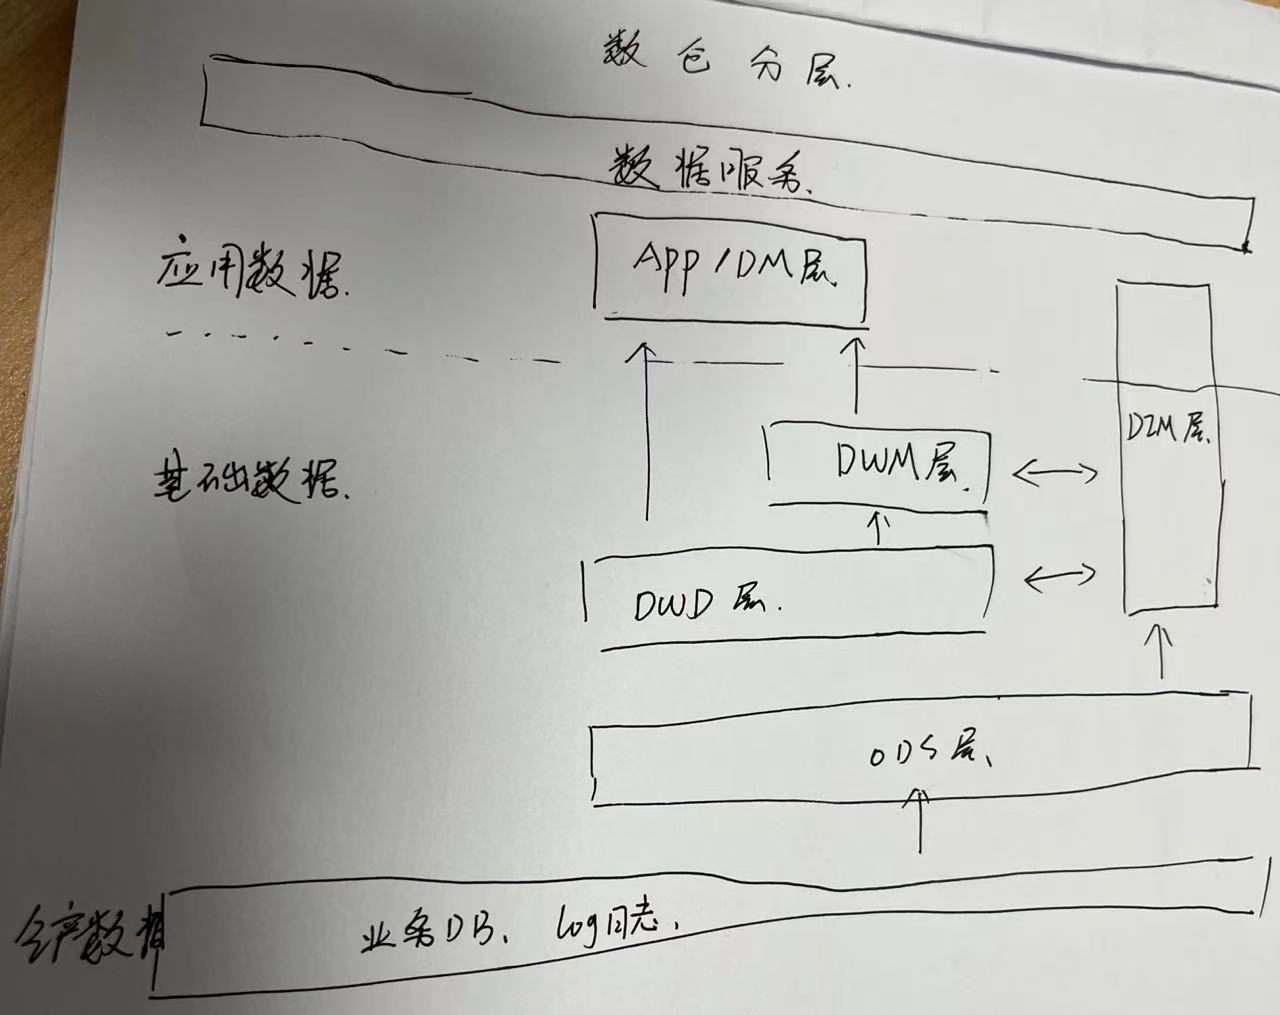 数仓分层.
数据服务.
应用数据.
App/DM层.
DZM层.
基础数据.
DWM层.
DWD层.
ODS层、
生产数据
业务DB、log日志.